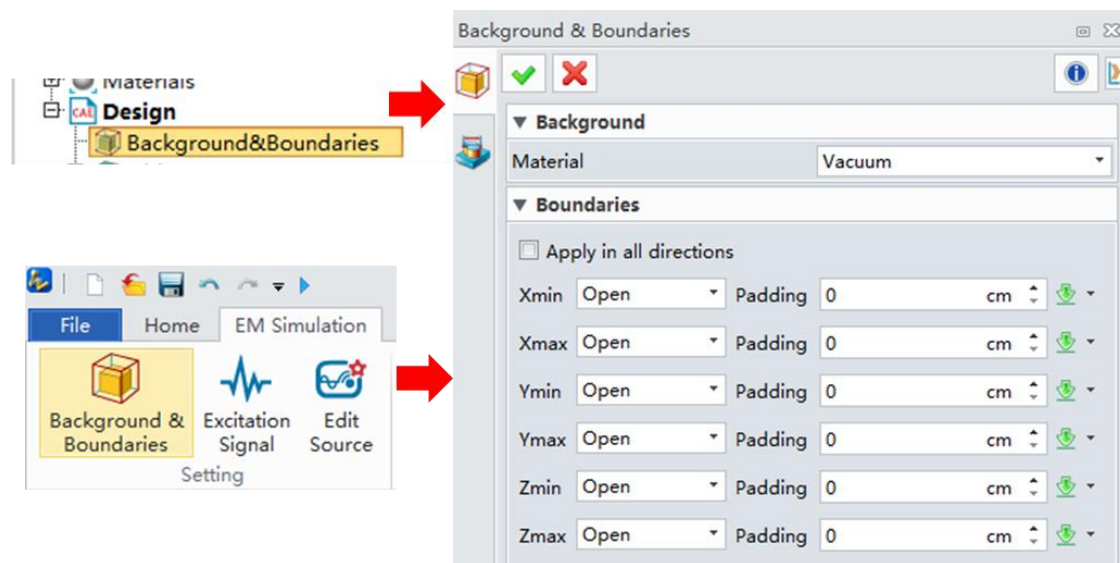 Materials
CAE Design
Background&Boundaries
File Home EM Simulation
Background & Boundaries
Excitation Signal
Edit Source
Setting
Background & Boundaries
Background
Material Vacuum
Boundaries
Apply in all directions
Xmin Open Padding 0 cm
Xmax Open Padding 0 cm
Ymin Open Padding 0 cm
Ymax Open Padding 0 cm
Zmin Open Padding 0 cm
Zmax Open Padding 0 cm